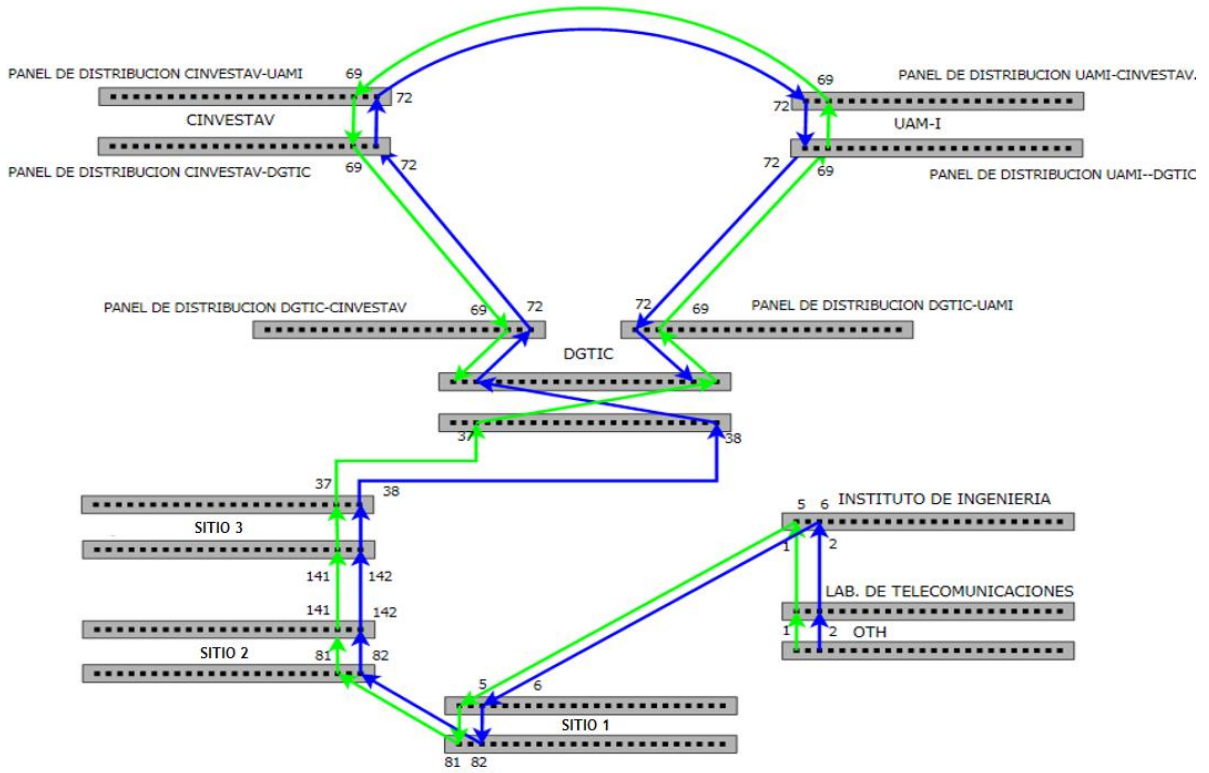 PANEL DE DISTRIBUCION CINVESTAV-UAMI
69
69
PANEL DE DISTRIBUCION UAMI-CINVESTAV.
72
72
CINVESTAV
UAM-I
PANEL DE DISTRIBUCION CINVESTAV-DGTIC
69
72
72
69
PANEL DE DISTRIBUCION UAMI--DGTIC
PANEL DE DISTRIBUCION DGTIC-CINVESTAV
69
72
72
69
PANEL DE DISTRIBUCION DGTIC-UAMI
DGTIC
37
38
37
38
SITIO 3
141
142
141
142
SITIO 2
81
82
5
6
INSTITUTO DE INGENIERIA
1
2
LAB. DE TELECOMUNICACIONES
1
2
OTH
5
6
SITIO 1
81
82